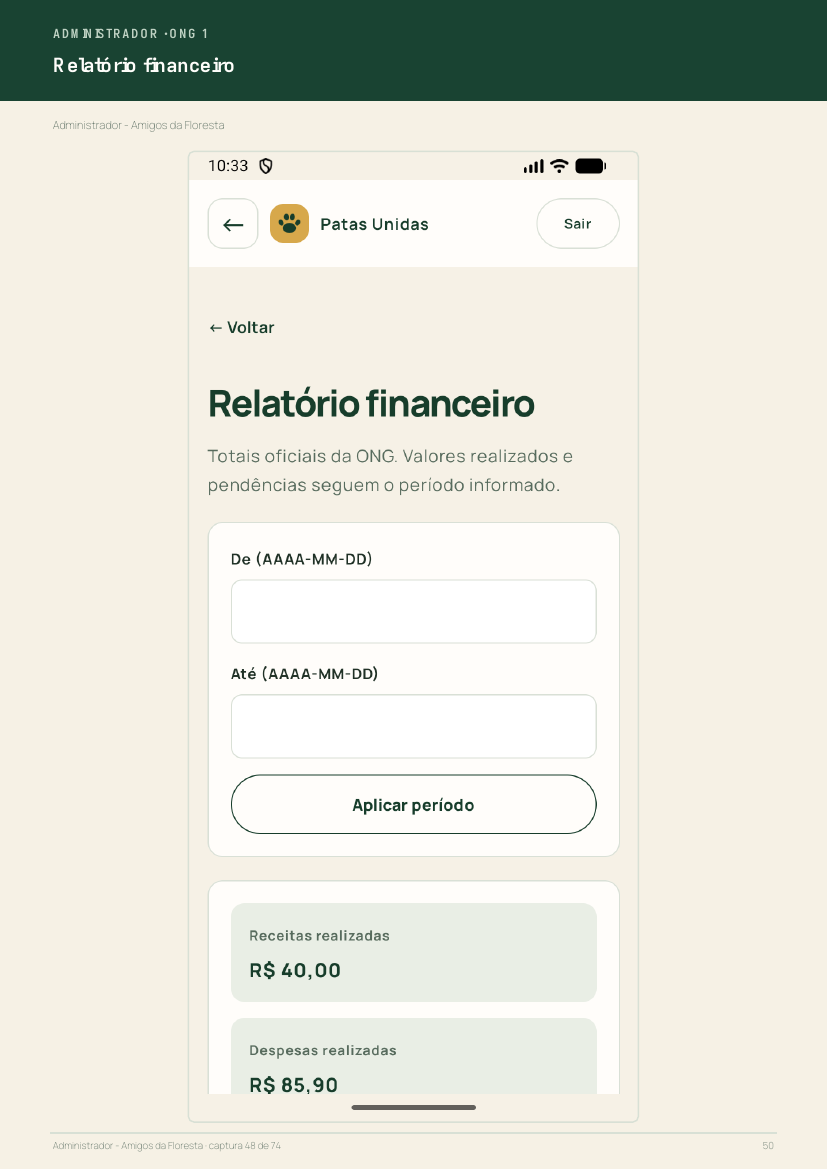 ADMINISTRADOR · ONG 1
Relatório financeiro
Administrador - Amigos da Floresta
10:33
← Patas Unidas Sair
← Voltar
Relatório financeiro
Totais oficiais da ONG. Valores realizados e
pendências seguem o período informado.
De (AAAA-MM-DD)
Até (AAAA-MM-DD)
Aplicar período
Receitas realizadas
R$ 40,00
Despesas realizadas
R$ 85,90
Administrador - Amigos da Floresta · captura 48 de 74 50